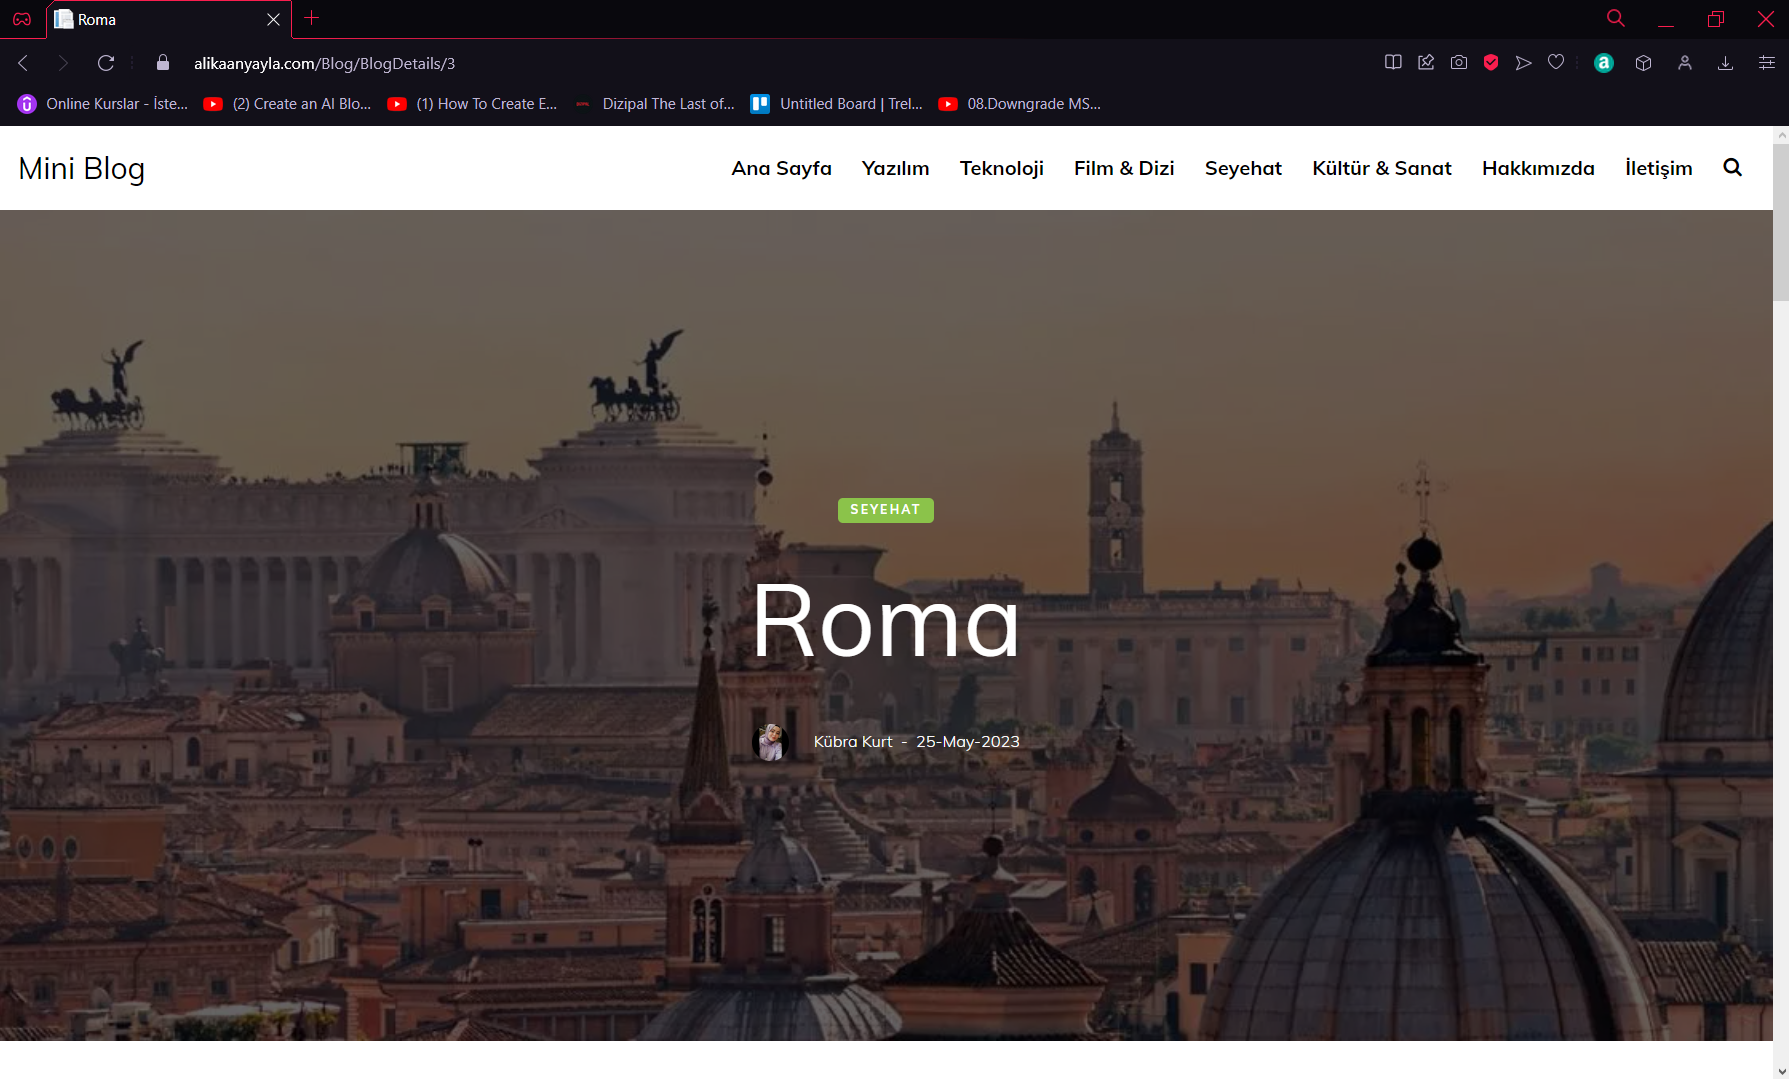 Roma
alikaanyayla.com/Blog/BlogDetails/3
Online Kurslar - İste...
(2) Create an AI Blo...
(1) How To Create E...
Dizipal The Last of...
Untitled Board | Trel...
08.Downgrade MS...
Mini Blog
Ana Sayfa Yazılım Teknoloji Film & Dizi Seyehat Kültür & Sanat Hakkımızda İletişim
SEYEHAT
Roma
Kübra Kurt - 25-May-2023